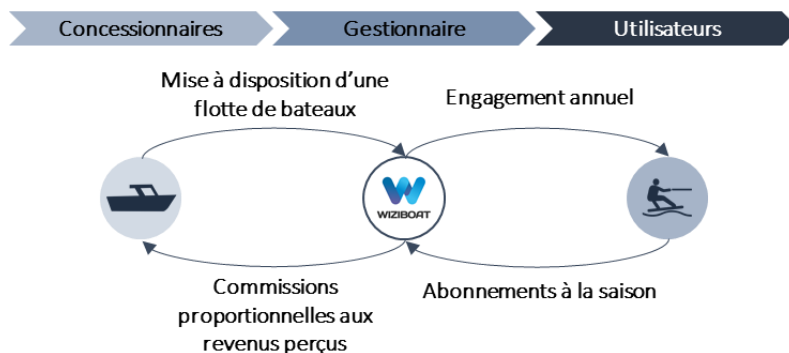 Concessionnaires
Gestionnaire
Utilisateurs
Mise à disposition d'une
flotte de bateaux
Engagement annuel
WIZIBOAT
Commissions
proportionnelles aux
revenus perçus
Abonnements à la saison